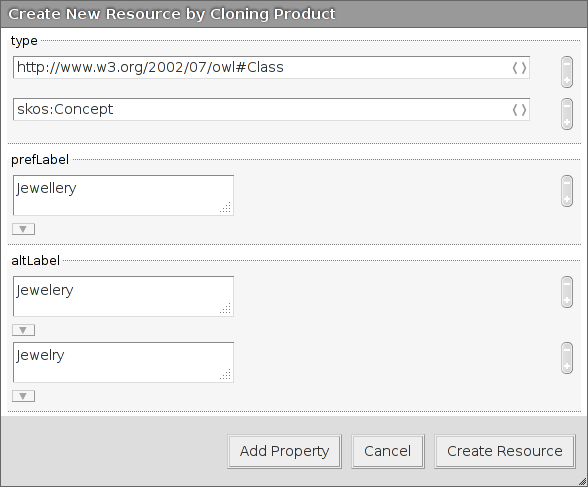 Create New Resource by Cloning Product
type
http://www.w3.org/2002/07/owl#Class
skos:Concept
prefLabel
Jewellery
altLabel
Jewelery
Jewelry
Add Property
Cancel
Create Resource